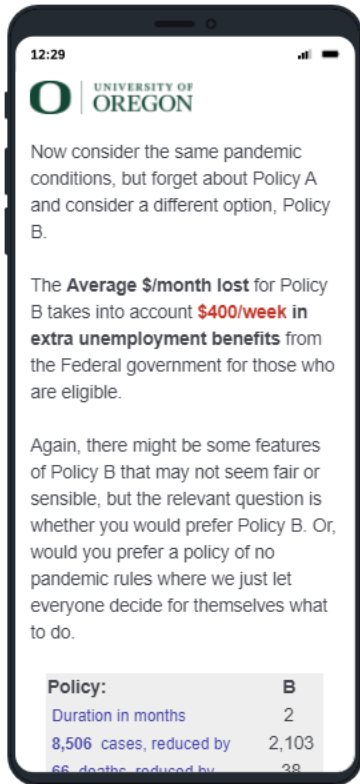 12:29
UNIVERSITY OF
OREGON
Now consider the same pandemic
conditions, but forget about Policy A
and consider a different option, Policy
B.
The Average $/month lost for Policy
B takes into account $400/week in
extra unemployment benefits from
the Federal government for those who
are eligible.
Again, there might be some features
of Policy B that may not seem fair or
sensible, but the relevant question is
whether you would prefer Policy B. Or,
would you prefer a policy of no
pandemic rules where we just let
everyone decide for themselves what
to do.
Policy: B
Duration in months 2
8,506 cases, reduced by 2,103
66 deaths, reduced by 38